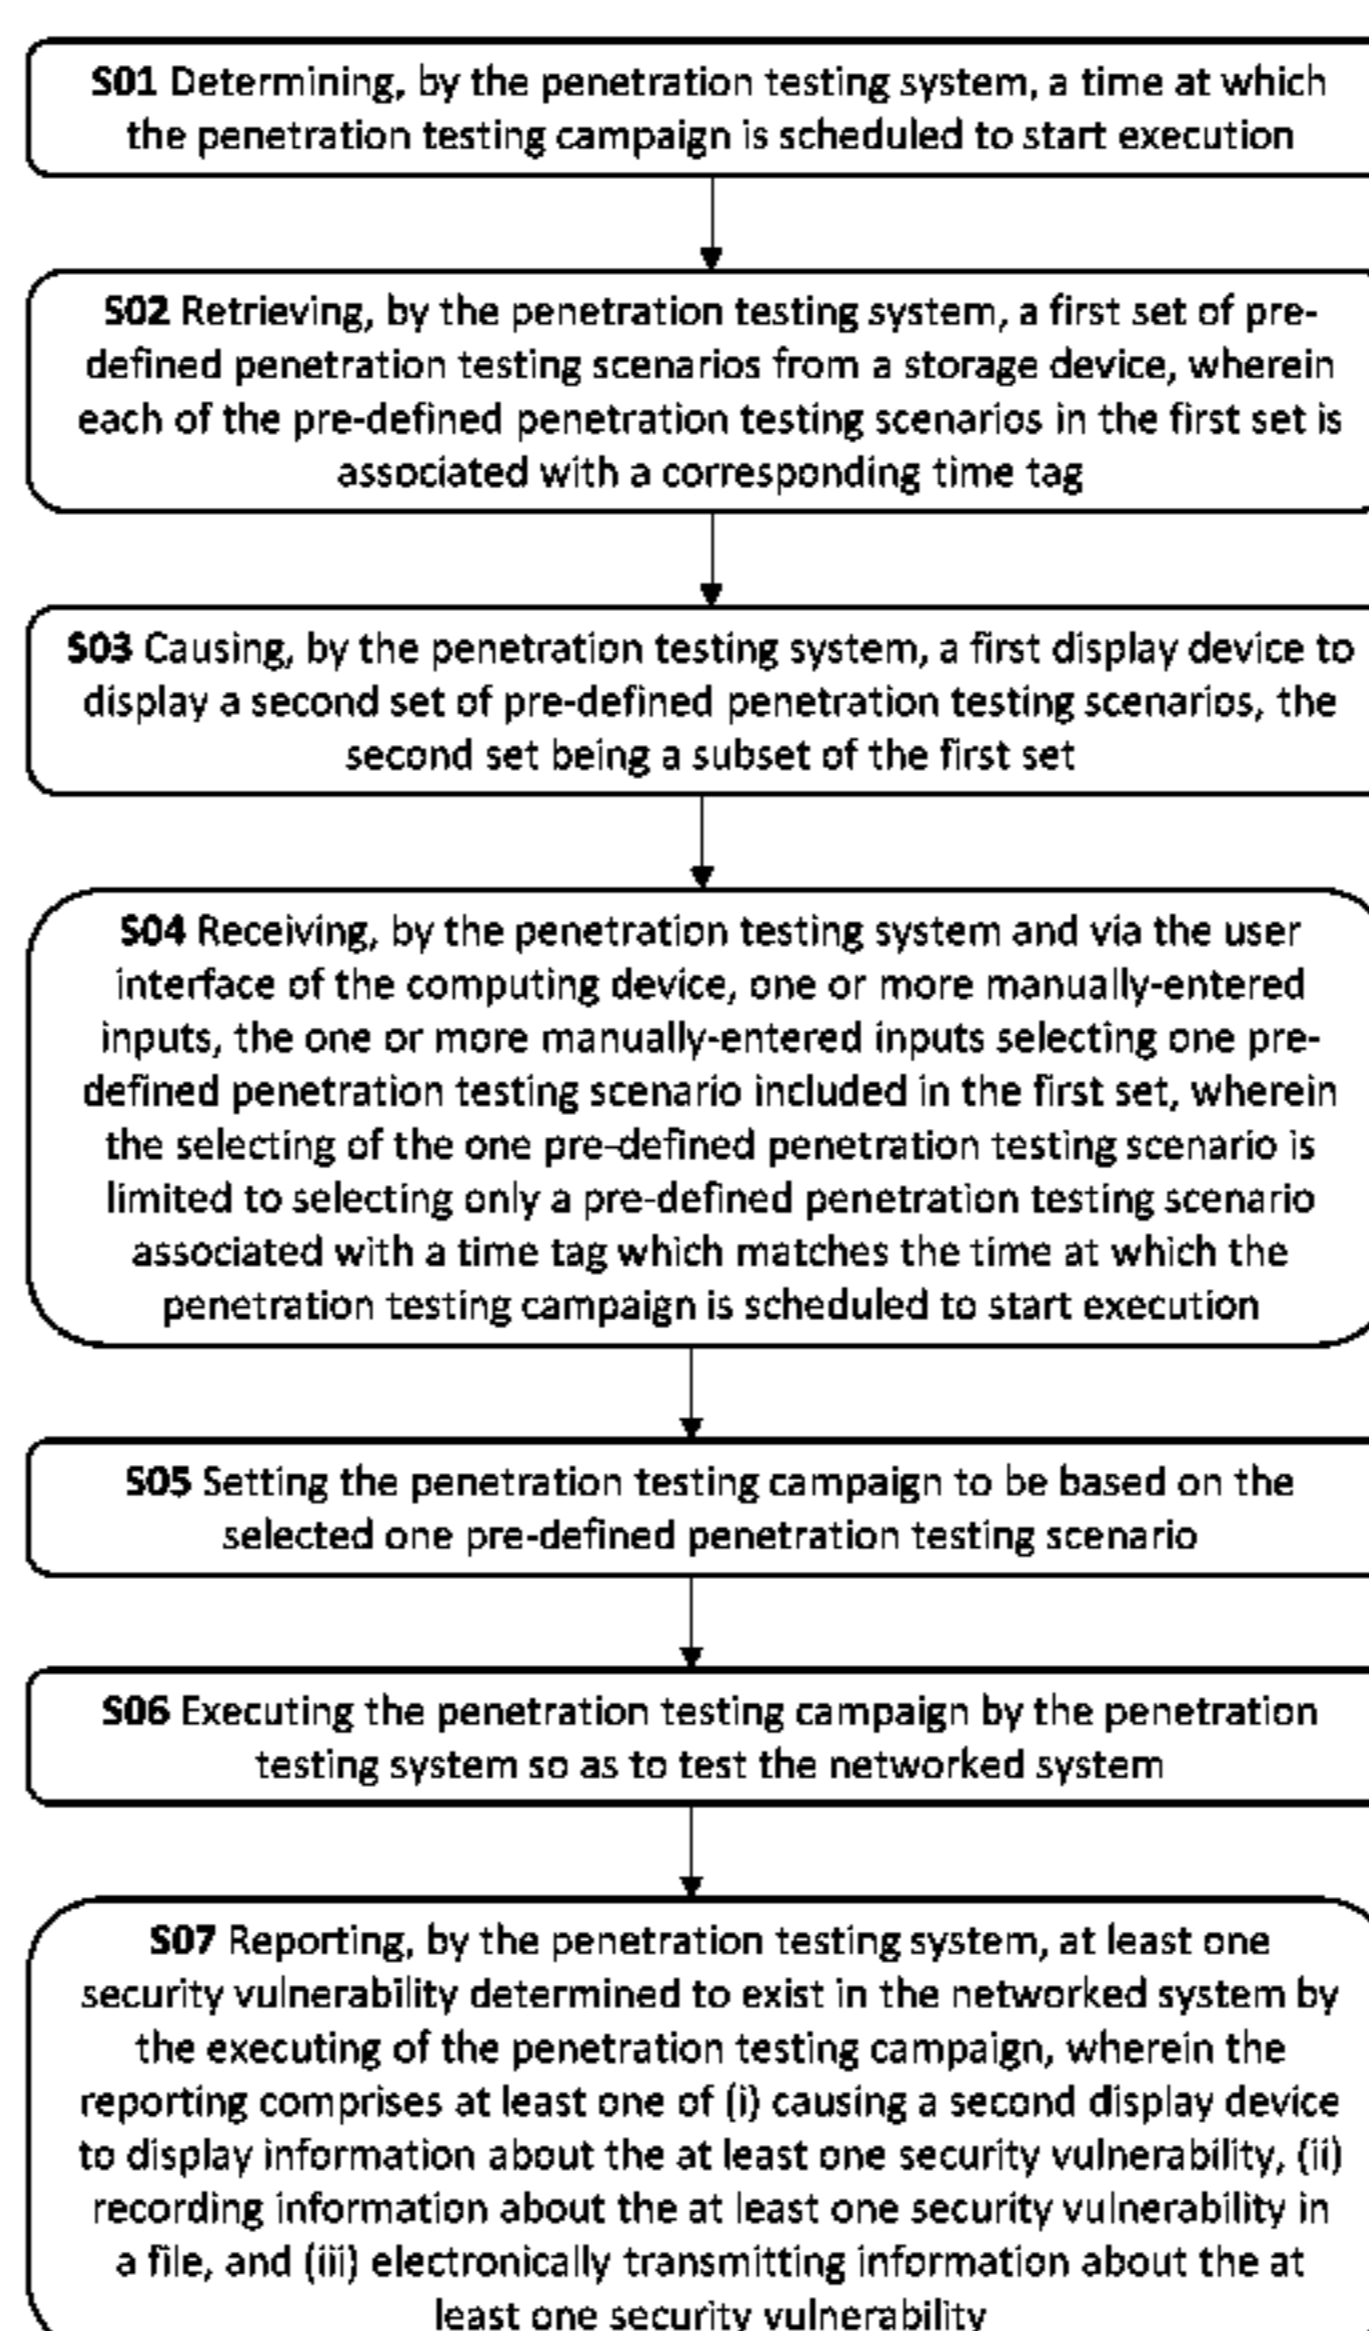 S01 Determining, by the penetration testing system, a time at which
the penetration testing campaign is scheduled to start execution
S02 Retrieving, by the penetration testing system, a first set of pre-
defined penetration testing scenarios from a storage device, wherein
each of the pre-defined penetration testing scenarios in the first set is
associated with a corresponding time tag
S03 Causing, by the penetration testing system, a first display device to
display a second set of pre-defined penetration testing scenarios, the
second set being a subset of the first set
S04 Receiving, by the penetration testing system and via the user
interface of the computing device, one or more manually-entered
inputs, the one or more manually-entered inputs selecting one pre-
defined penetration testing scenario included in the first set, wherein
the selecting of the one pre-defined penetration testing scenario is
limited to selecting only a pre-defined penetration testing scenario
associated with a time tag which matches the time at which the
penetration testing campaign is scheduled to start execution
S05 Setting the penetration testing campaign to be based on the
selected one pre-defined penetration testing scenario
S06 Executing the penetration testing campaign by the penetration
testing system so as to test the networked system
S07 Reporting, by the penetration testing system, at least one
security vulnerability determined to exist in the networked system by
the executing of the penetration testing campaign, wherein the
reporting comprises at least one of (i) causing a second display device
to display information about the at least one security vulnerability, (ii)
recording information about the at least one security vulnerability in
a file, and (iii) electronically transmitting information about the at
least one security vulnerability